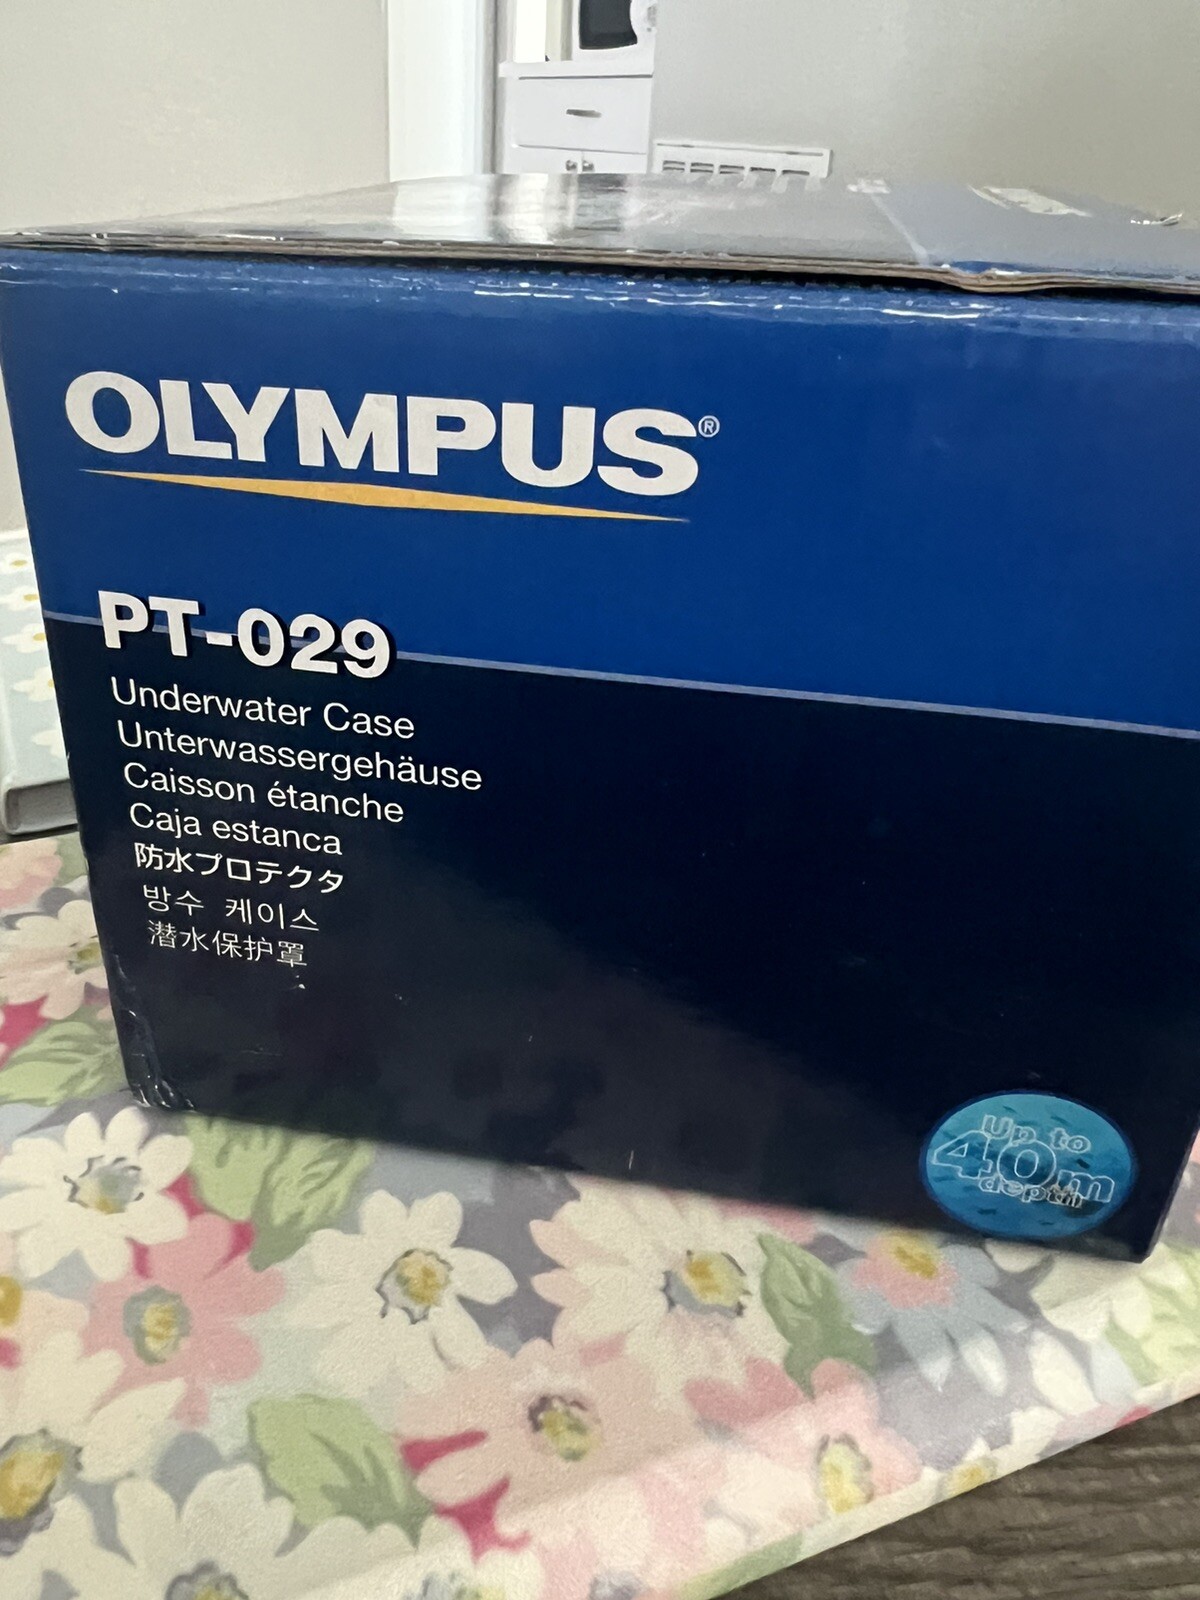 OLYMPUS®
PT-029
Underwater Case
Unterwassergehäuse
Caisson étanche
Caja estanca
防水プロテクタ
방수 케이스
潜水保护罩
Up to
40m
depth